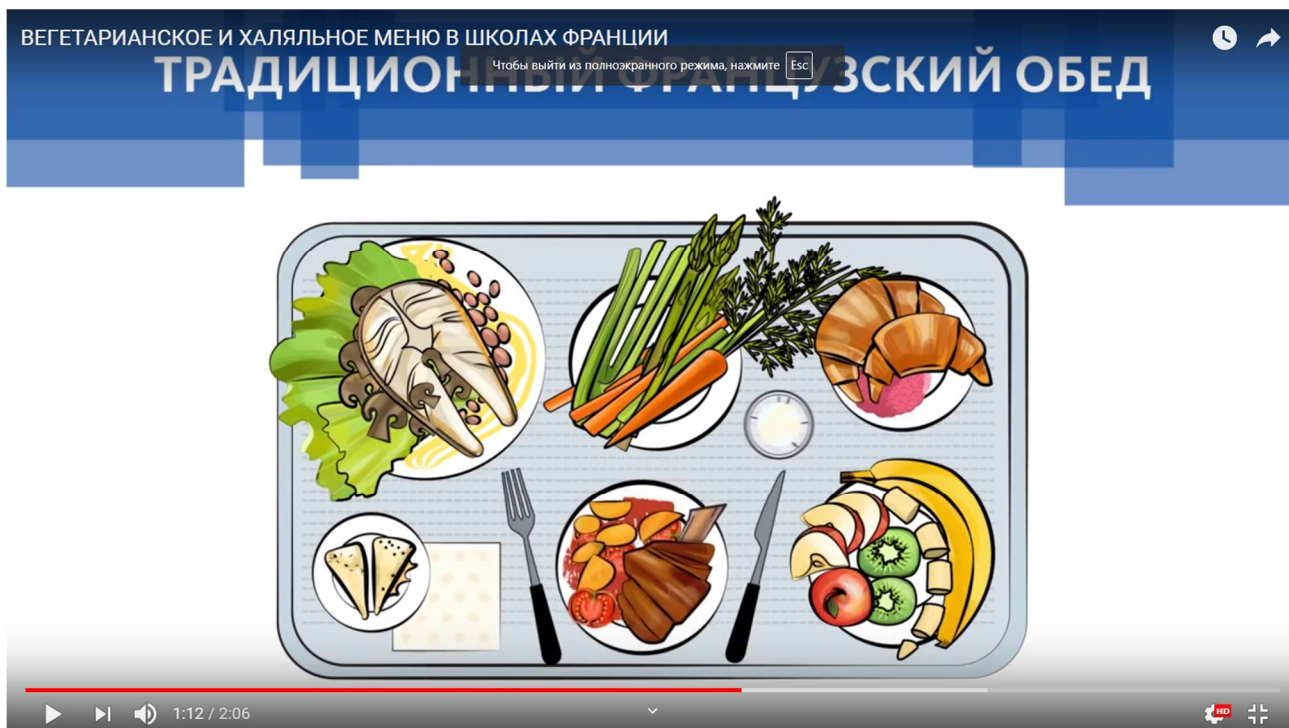 ВЕГЕТАРИАНСКОЕ И ХАЛЯЛЬНОЕ МЕНЮ В ШКОЛАХ ФРАНЦИИ
Чтобы выйти из полноэкранного режима, нажмите Esc
ТРАДИЦИОННЫЙ ФРАНЦУЗСКИЙ ОБЕД
1:12 / 2:06
HD